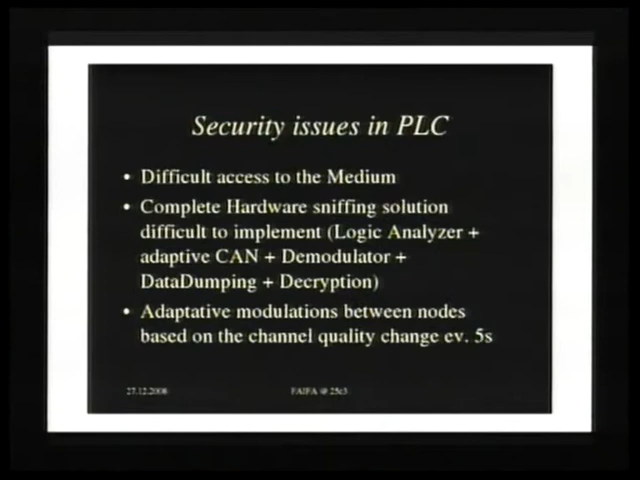 Security issues in PLC
• Difficult access to the Medium
• Complete Hardware sniffing solution
difficult to implement (Logic Analyzer +
adaptive CAN + Demodulator +
DataDumping + Decryption)
• Adaptative modulations between nodes
based on the channel quality change ev. 5s
27.12.2008
FAIFA @ 25c3